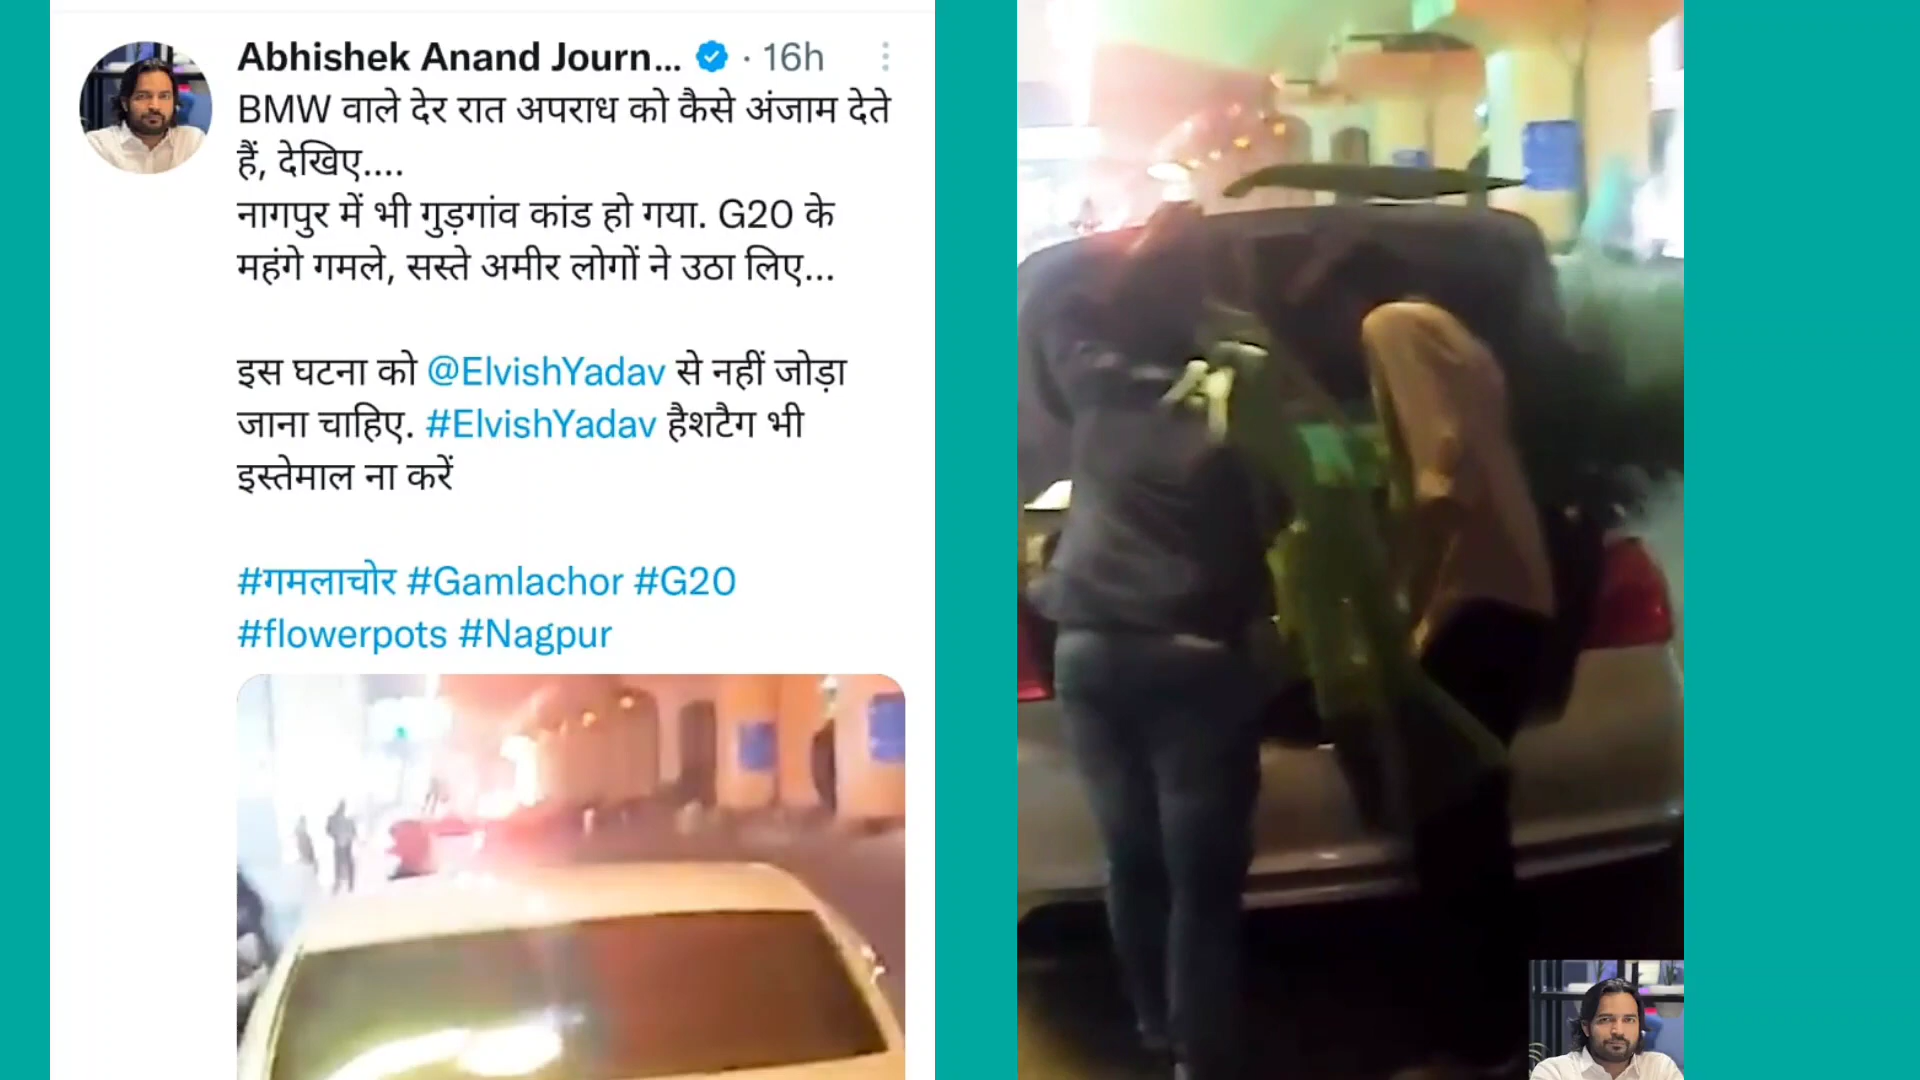 Abhishek Anand Journ... · 16h
BMW वाले देर रात अपराध को कैसे अंजाम देते
हैं, देखिए....
नागपुर में भी गुड़गांव कांड हो गया. G20 के
महंगे गमले, सस्ते अमीर लोगों ने उठा लिए...
इस घटना को @ElvishYadav से नहीं जोड़ा
जाना चाहिए. #ElvishYadav हैशटैग भी
इस्तेमाल ना करें
#गमलाचोर #Gamlachor #G20
#flowerpots #Nagpur